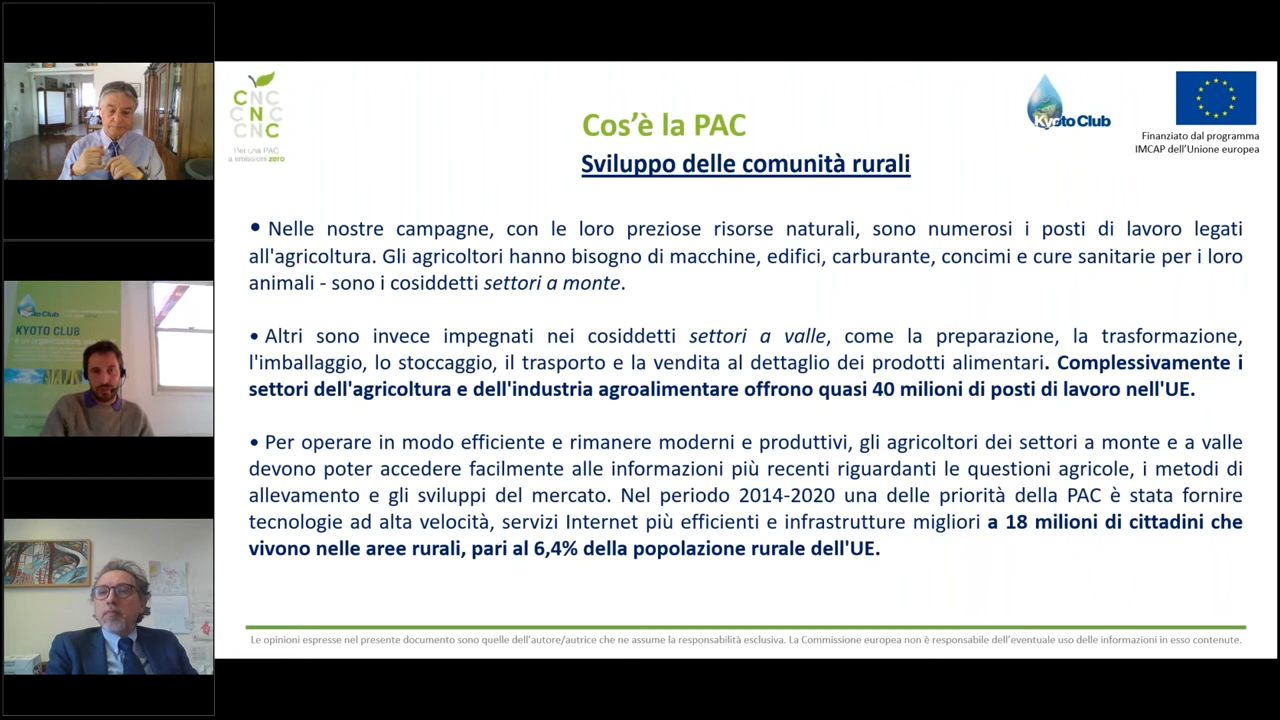 KYOTO CLUB
CNC
CNC
CNC
Per una PAC
a emissioni zero
Kyoto Club
Finanziato dal programma
IMCAP dell'Unione europea
Cos'è la PAC
Sviluppo delle comunità rurali
• Nelle nostre campagne, con le loro preziose risorse naturali, sono numerosi i posti di lavoro legati
all'agricoltura. Gli agricoltori hanno bisogno di macchine, edifici, carburante, concimi e cure sanitarie per i loro
animali - sono i cosiddetti settori a monte.
• Altri sono invece impegnati nei cosiddetti settori a valle, come la preparazione, la trasformazione,
l'imballaggio, lo stoccaggio, il trasporto e la vendita al dettaglio dei prodotti alimentari. Complessivamente i
settori dell'agricoltura e dell'industria agroalimentare offrono quasi 40 milioni di posti di lavoro nell'UE.
• Per operare in modo efficiente e rimanere moderni e produttivi, gli agricoltori dei settori a monte e a valle
devono poter accedere facilmente alle informazioni più recenti riguardanti le questioni agricole, i metodi di
allevamento e gli sviluppi del mercato. Nel periodo 2014-2020 una delle priorità della PAC è stata fornire
tecnologie ad alta velocità, servizi Internet più efficienti e infrastrutture migliori a 18 milioni di cittadini che
vivono nelle aree rurali, pari al 6,4% della popolazione rurale dell'UE.
Le opinioni espresse nel presente documento sono quelle dell'autore/autrice che ne assume la responsabilità esclusiva. La Commissione europea non è responsabile dell'eventuale uso delle informazioni in esso contenute.